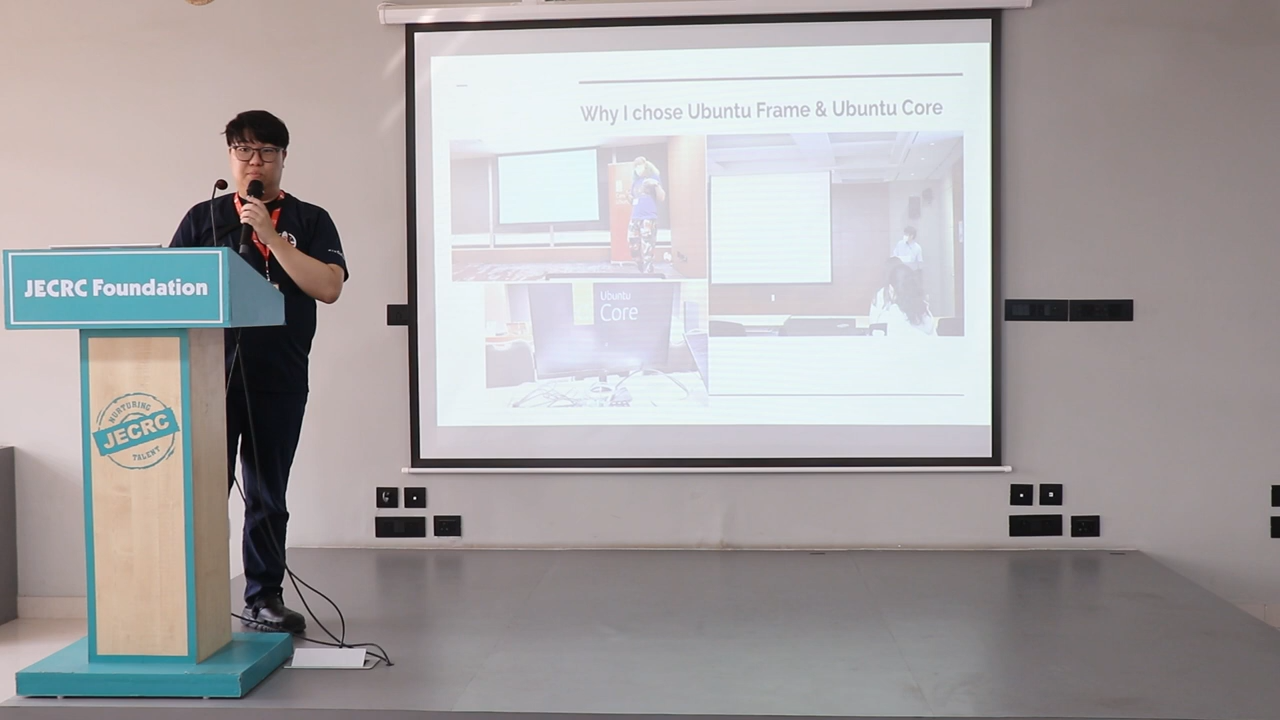 Why I chose Ubuntu Frame & Ubuntu Core
Ubuntu
Core
JECRC Foundation
NURTURING
JECRC
TALENT